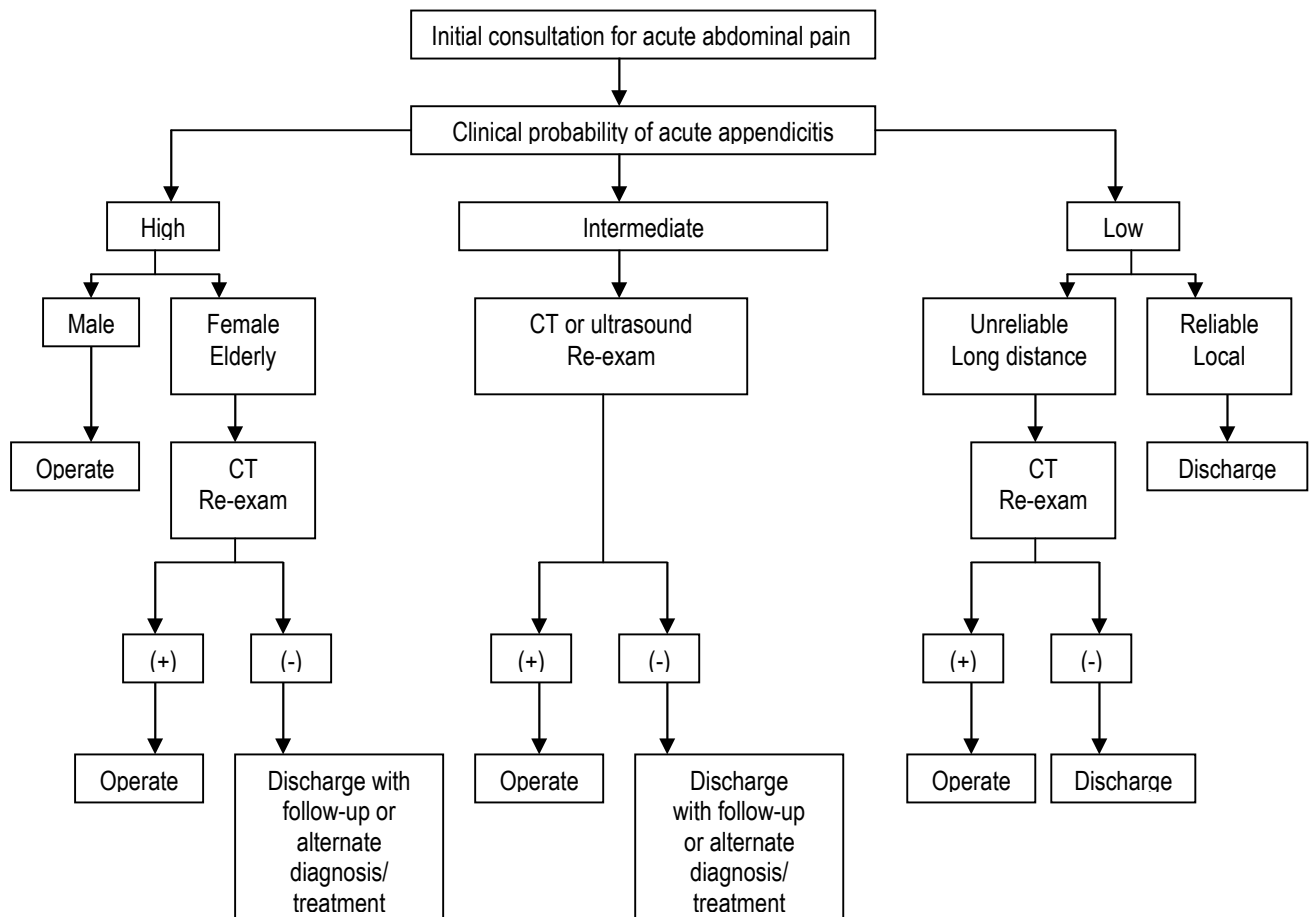 Initial consultation for acute abdominal pain
Clinical probability of acute appendicitis
High
Intermediate
Low
Male
Female
Elderly
CT or ultrasound
Re-exam
Unreliable
Long distance
Reliable
Local
Operate
CT
Re-exam
CT
Re-exam
Discharge
(+)
(-)
(+)
(-)
(+)
(-)
Operate
Discharge with
follow-up or
alternate
diagnosis/
treatment
Operate
Discharge
with follow-up
or alternate
diagnosis/
treatment
Operate
Discharge